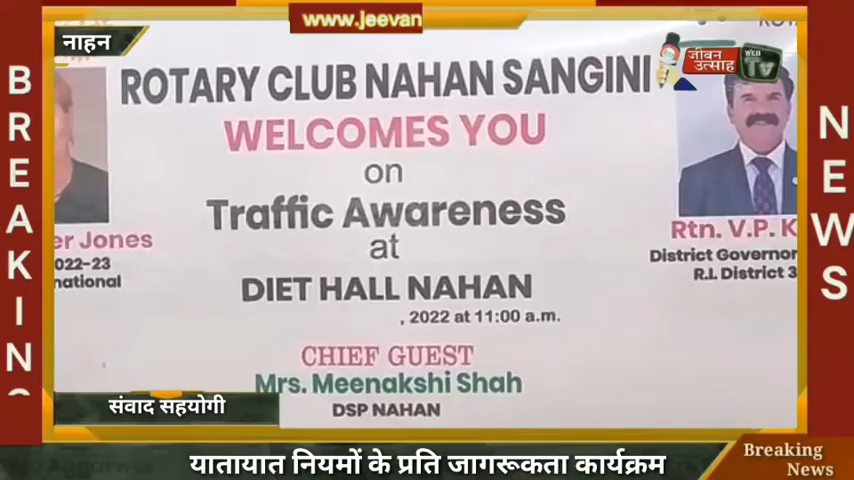 www.jeevan
नाहन
ROTARY CLUB NAHAN SANGINI
जीवन
उत्साह
WEB
TV
WELCOMES YOU
on
Traffic Awareness
at
DIET HALL NAHAN
, 2022 at 11:00 a.m.
CHIEF GUEST
Mrs. Meenakshi Shah
DSP NAHAN
er Jones
022-23
national
Rtn. V.P. K
District Governor
R.I. District 3
BREAKING
NEWS
संवाद सहयोगी
यातायात नियमों के प्रति जागरूकता कार्यक्रम
Breaking
News